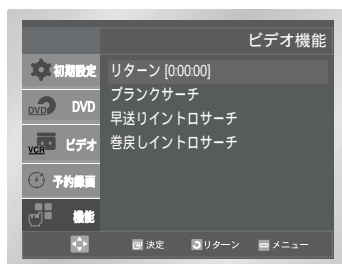 ビデオ機能
初期設定
DVD DVD
VCR ビデオ
予約録画
機能
リターン [0:00:00]
ブランクサーチ
早送りイントロサーチ
巻戻しイントロサーチ
決定 リターン メニュー